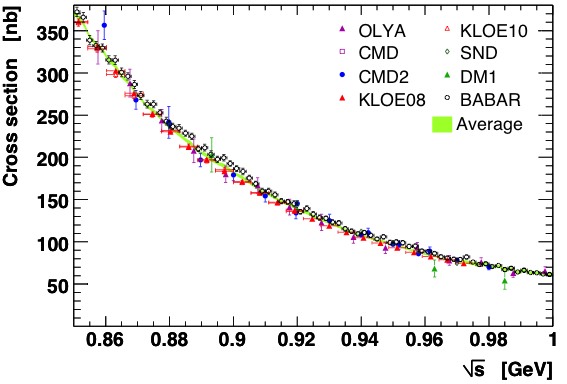 Cross section [nb]
350
300
250
200
150
100
50
OLYA
CMD
CMD2
KLOE08
KLOE10
SND
DM1
BABAR
Average
0.86 0.88 0.9 0.92 0.94 0.96 0.98 1
√s [GeV]